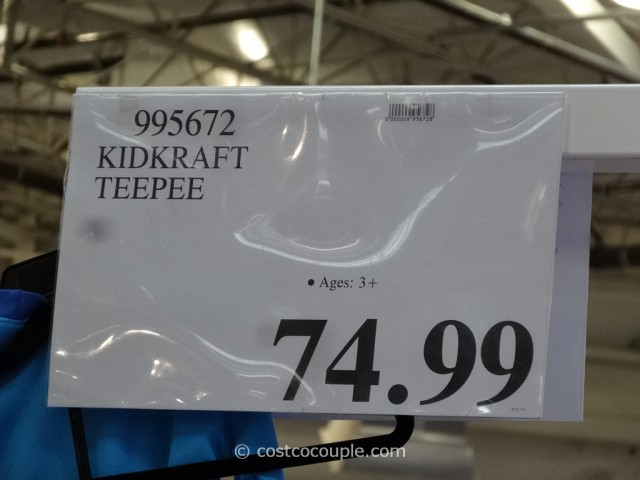 995672
KIDKRAFT
TEEPEE
• Ages: 3+
74.99
© costcocouple.com